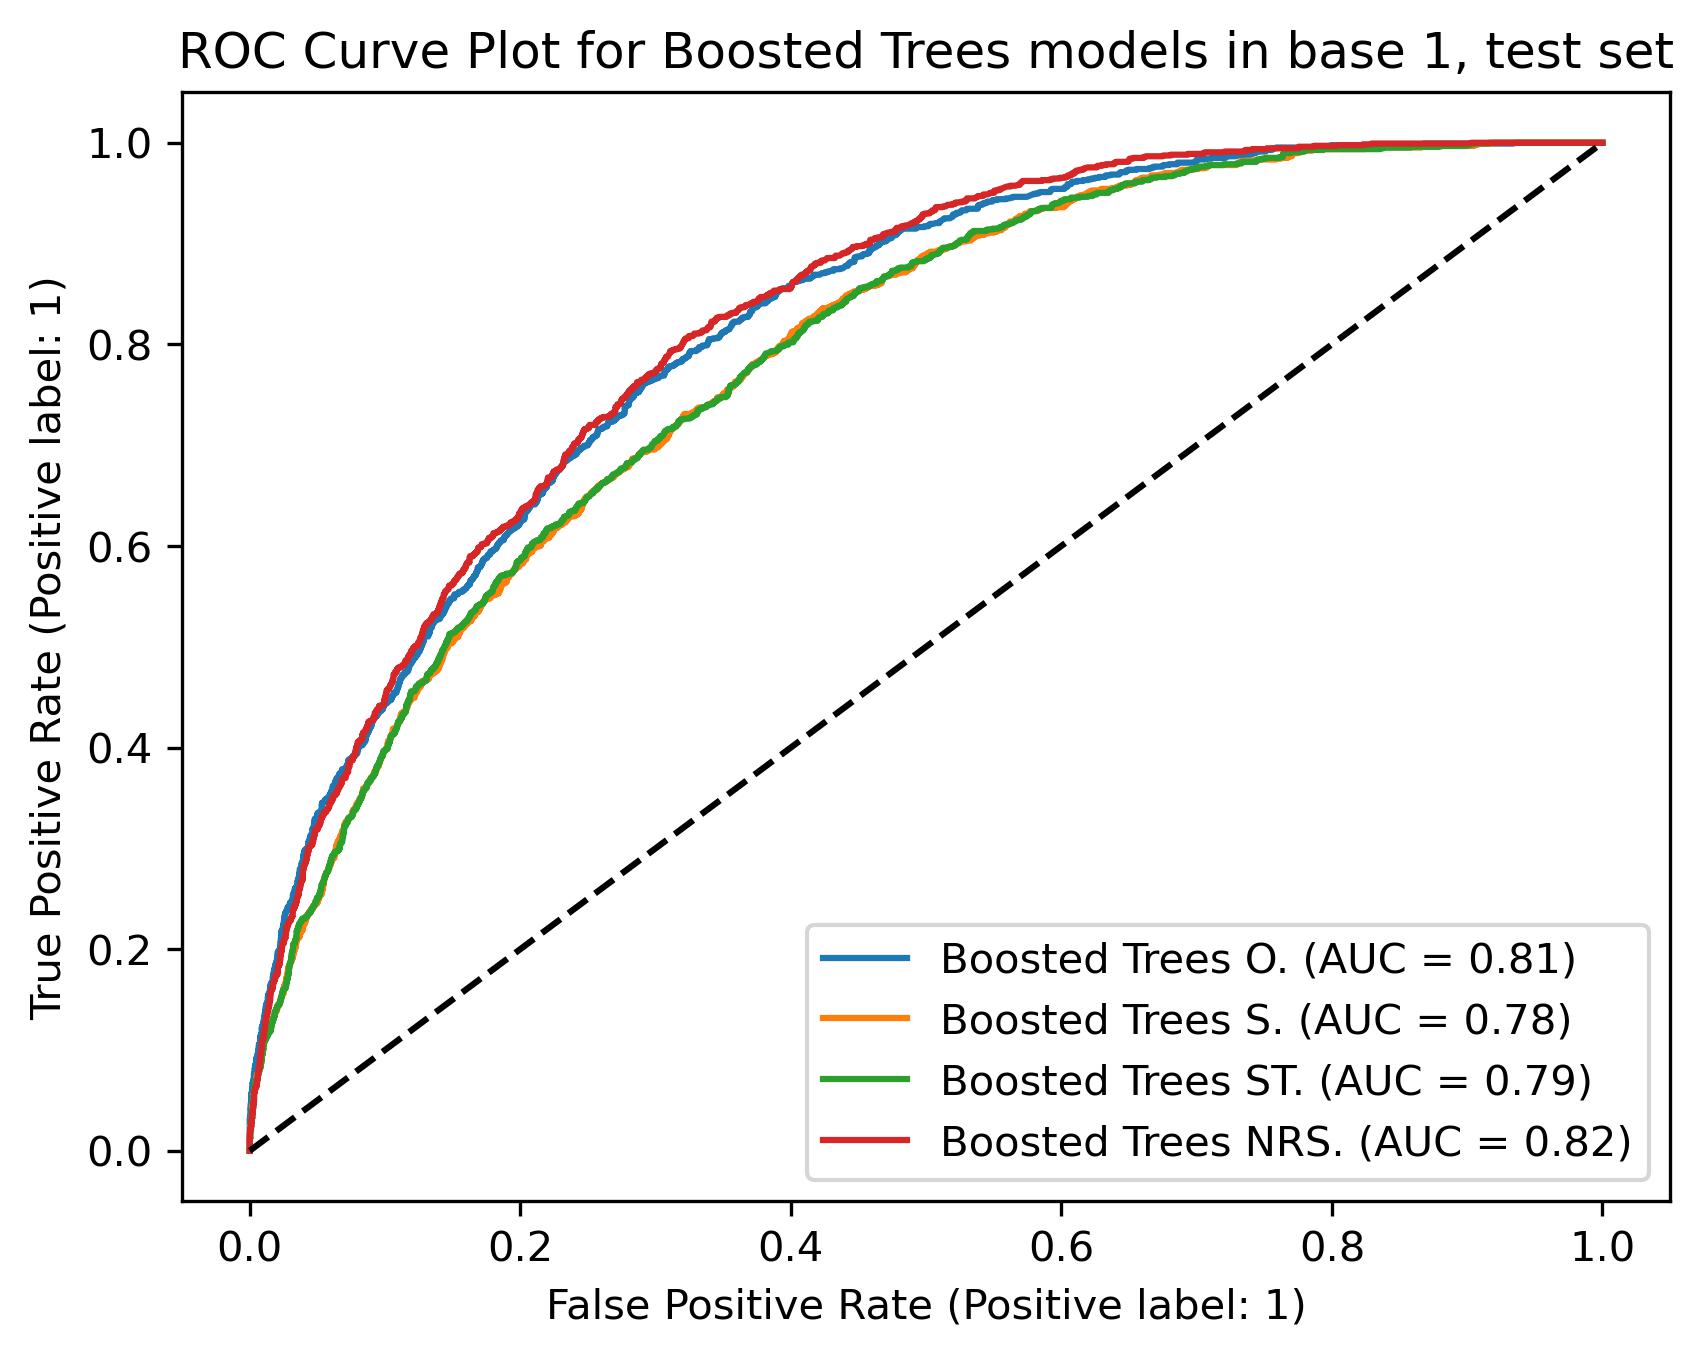 ROC Curve Plot for Boosted Trees models in base 1, test set
True Positive Rate (Positive label: 1)
1.0
0.8
0.6
0.4
0.2
0.0
Boosted Trees O. (AUC = 0.81)
Boosted Trees S. (AUC = 0.78)
Boosted Trees ST. (AUC = 0.79)
Boosted Trees NRS. (AUC = 0.82)
0.0 0.2 0.4 0.6 0.8 1.0
False Positive Rate (Positive label: 1)